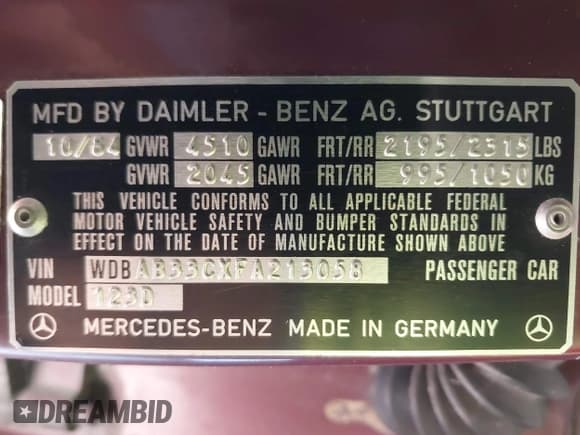 MFD BY DAIMLER - BENZ AG. STUTTGART
10/84 GVWR 4510 GAWR FRT/RR 2195/2315 LBS
GVWR 2045 GAWR FRT/RR 995/1050 KG
THIS VEHICLE CONFORMS TO ALL APPLICABLE FEDERAL
MOTOR VEHICLE SAFETY AND BUMPER STANDARDS IN
EFFECT ON THE DATE OF MANUFACTURE SHOWN ABOVE
VIN WDBAB33CXFA213058 PASSENGER CAR
MODEL 123D
MERCEDES-BENZ MADE IN GERMANY
DREAMBID